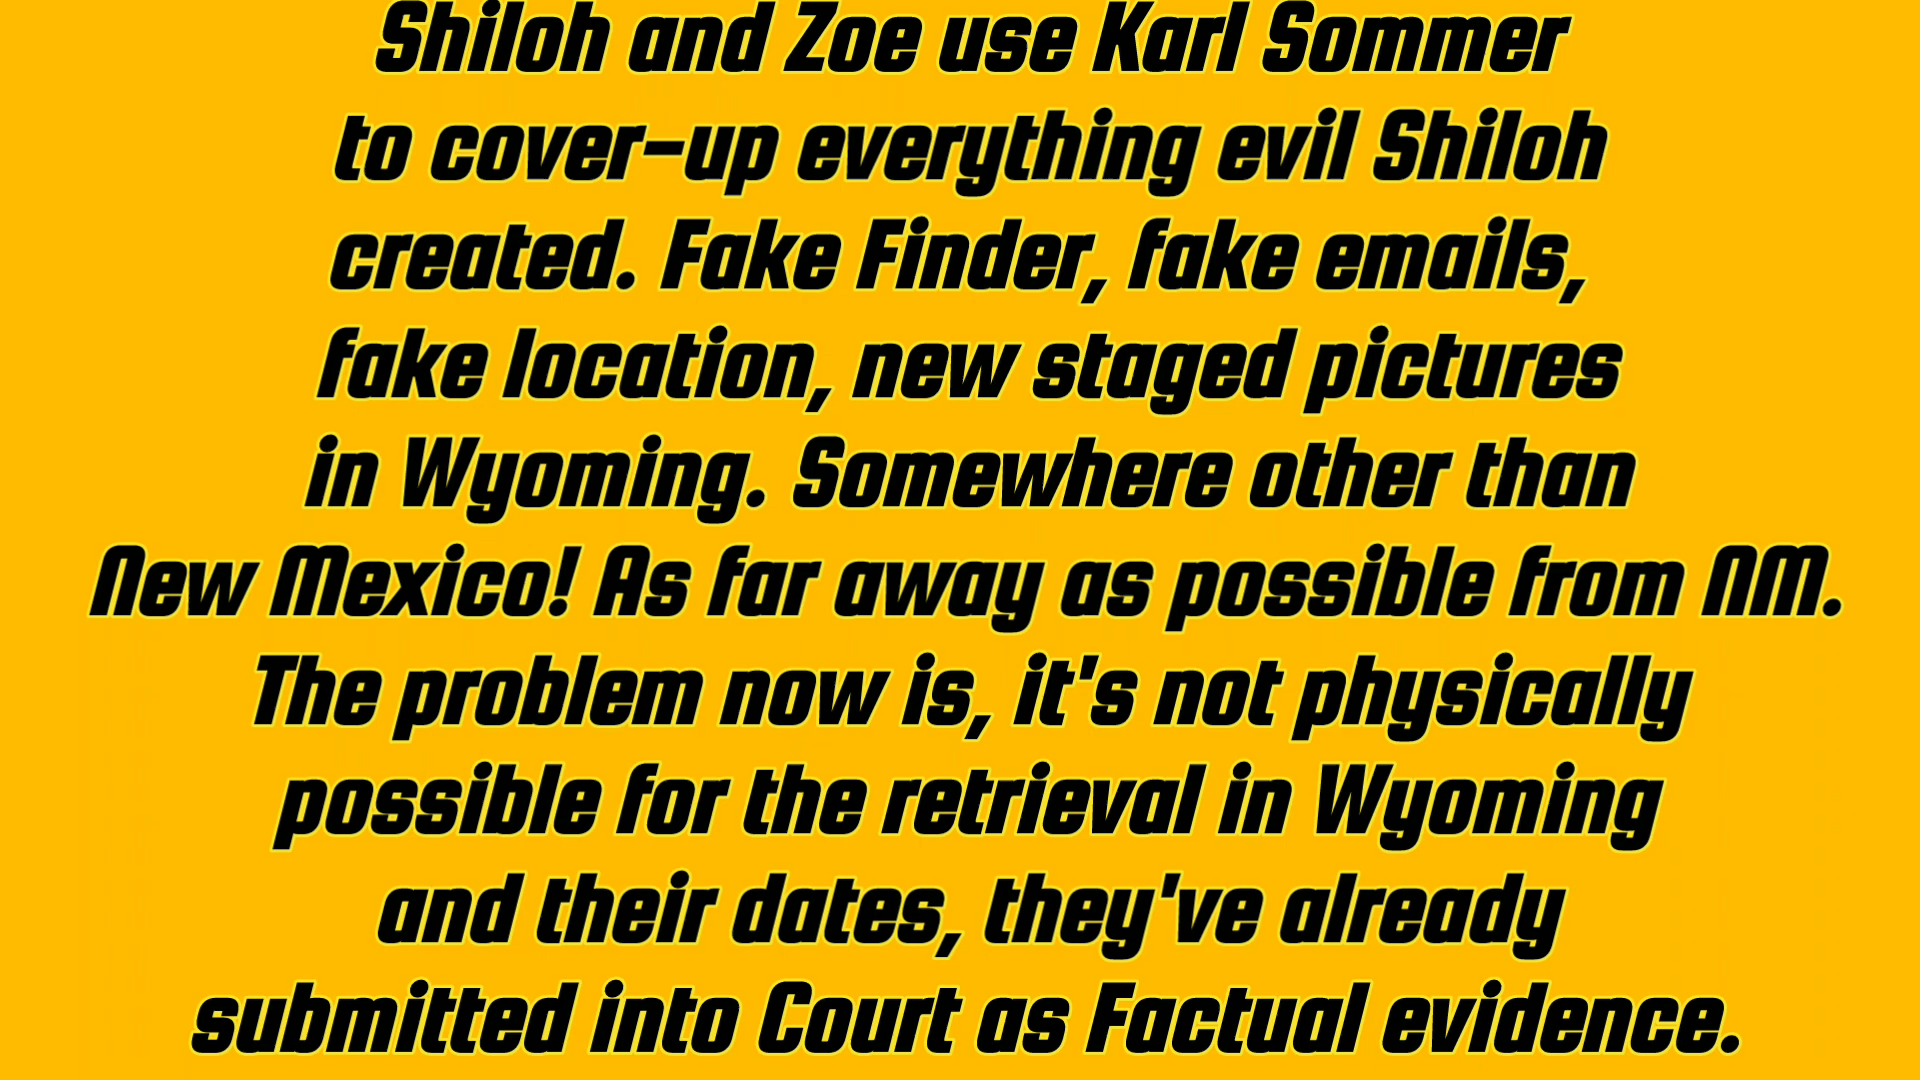 Shiloh and Zoe use Karl Sommer
to cover-up everything evil Shiloh
created. Fake Finder, fake emails,
fake location, new staged pictures
in Wyoming. Somewhere other than
New Mexico! As far away as possible from NM.
The problem now is, it's not physically
possible for the retrieval in Wyoming
and their dates, they've already
submitted into Court as Factual evidence.